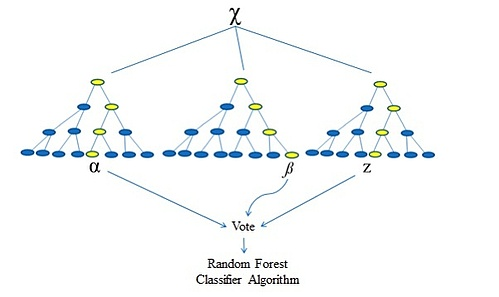 χ
α
β
z
Vote
Random Forest
Classifier Algorithm